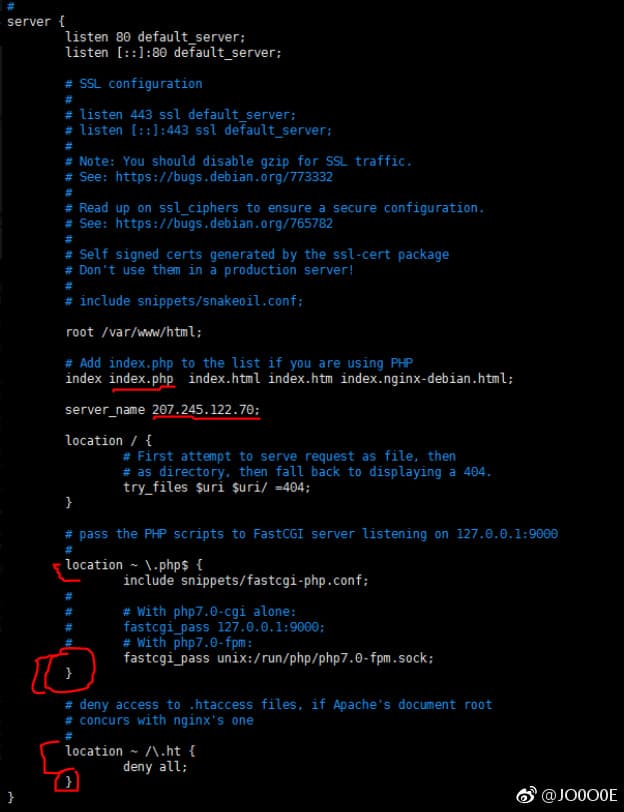 #
server {
        listen 80 default_server;
        listen [::]:80 default_server;

        # SSL configuration
        #
        # listen 443 ssl default_server;
        # listen [::]:443 ssl default_server;
        #
        # Note: You should disable gzip for SSL traffic.
        # See: https://bugs.debian.org/773332
        #
        # Read up on ssl_ciphers to ensure a secure configuration.
        # See: https://bugs.debian.org/765782
        #
        # Self signed certs generated by the ssl-cert package
        # Don't use them in a production server!
        #
        # include snippets/snakeoil.conf;

        root /var/www/html;

        # Add index.php to the list if you are using PHP
        index index.php  index.html index.htm index.nginx-debian.html;

        server_name 207.245.122.70;

        location / {
                # First attempt to serve request as file, then
                # as directory, then fall back to displaying a 404.
                try_files $uri $uri/ =404;
        }

        # pass the PHP scripts to FastCGI server listening on 127.0.0.1:9000
        #
        location ~ \.php$ {
                include snippets/fastcgi-php.conf;
        #
        #       # With php7.0-cgi alone:
        #       fastcgi_pass 127.0.0.1:9000;
        #       # With php7.0-fpm:
                fastcgi_pass unix:/run/php/php7.0-fpm.sock;
        }

        # deny access to .htaccess files, if Apache's document root
        # concurs with nginx's one
        #
        location ~ /\.ht {
                deny all;
        }
}
@JO0O0E